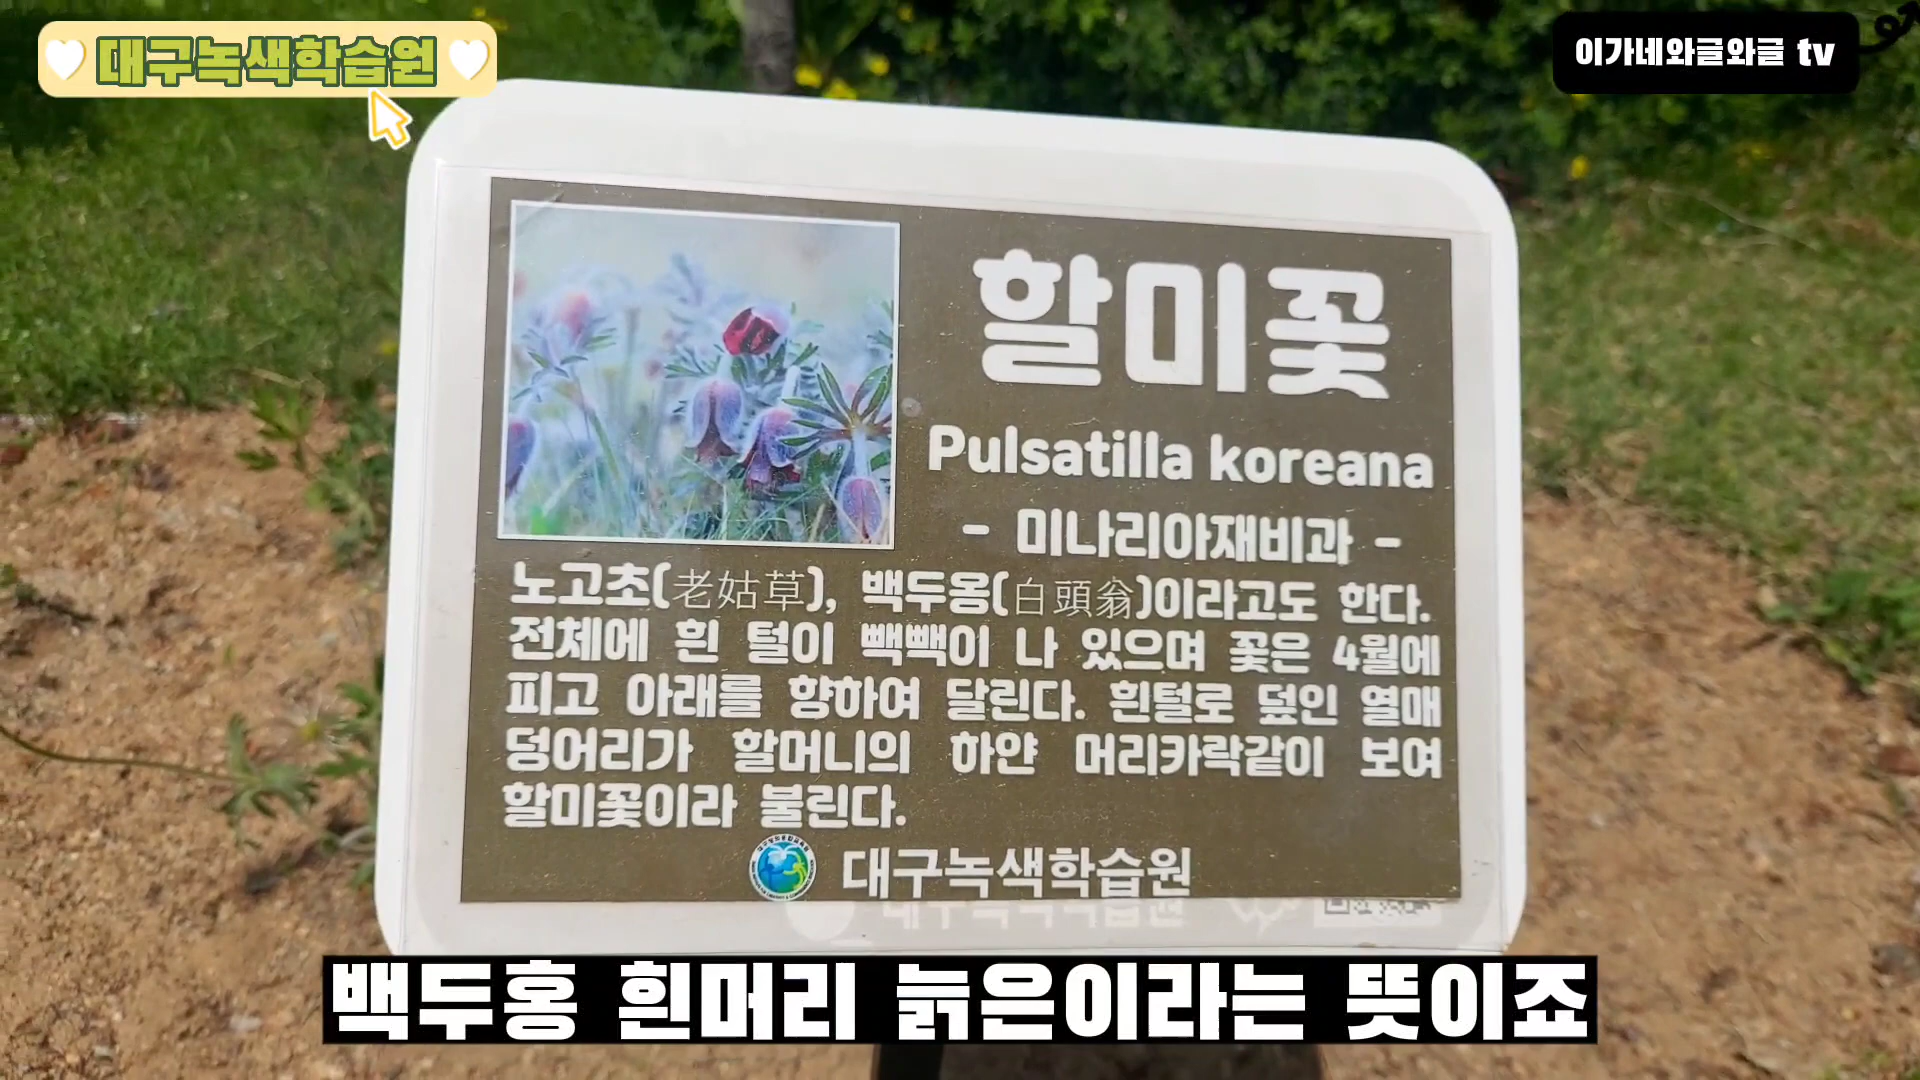 대구녹색학습원
이가네와글와글 tv
할미꽃
Pulsatilla koreana
- 미나리아재비과 -
노고초(老姑草), 백두옹(白頭翁)이라고도 한다.
전체에 흰 털이 빽빽이 나 있으며 꽃은 4월에
피고 아래를 향하여 달린다. 흰털로 덮인 열매
덩어리가 할머니의 하얀 머리카락같이 보여
할미꽃이라 불린다.
대구녹색학습원
백두홍 흰머리 늙은이라는 뜻이죠